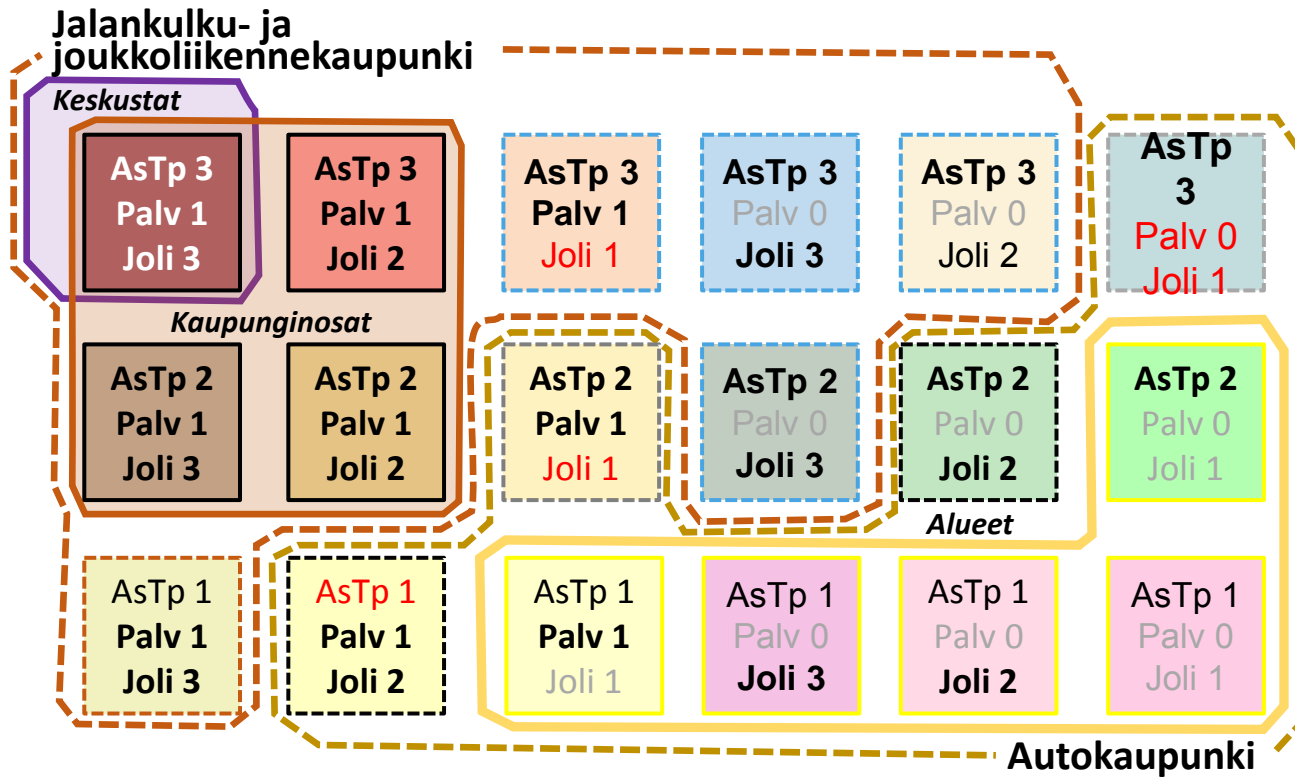 Jalankulku- ja
joukkoliikennekaupunki
Keskustat
AsTp 3
Palv 1
Joli 3
AsTp 3
Palv 1
Joli 2
AsTp 3
Palv 1
Joli 1
AsTp 3
Palv 0
Joli 3
AsTp 3
Palv 0
Joli 2
AsTp
3
Palv 0
Joli 1
Kaupunginosat
AsTp 2
Palv 1
Joli 3
AsTp 2
Palv 1
Joli 2
AsTp 2
Palv 1
Joli 1
AsTp 2
Palv 0
Joli 3
AsTp 2
Palv 0
Joli 2
AsTp 2
Palv 0
Joli 1
Alueet
AsTp 1
Palv 1
Joli 3
AsTp 1
Palv 1
Joli 2
AsTp 1
Palv 1
Joli 1
AsTp 1
Palv 0
Joli 3
AsTp 1
Palv 0
Joli 2
AsTp 1
Palv 0
Joli 1
Autokaupunki